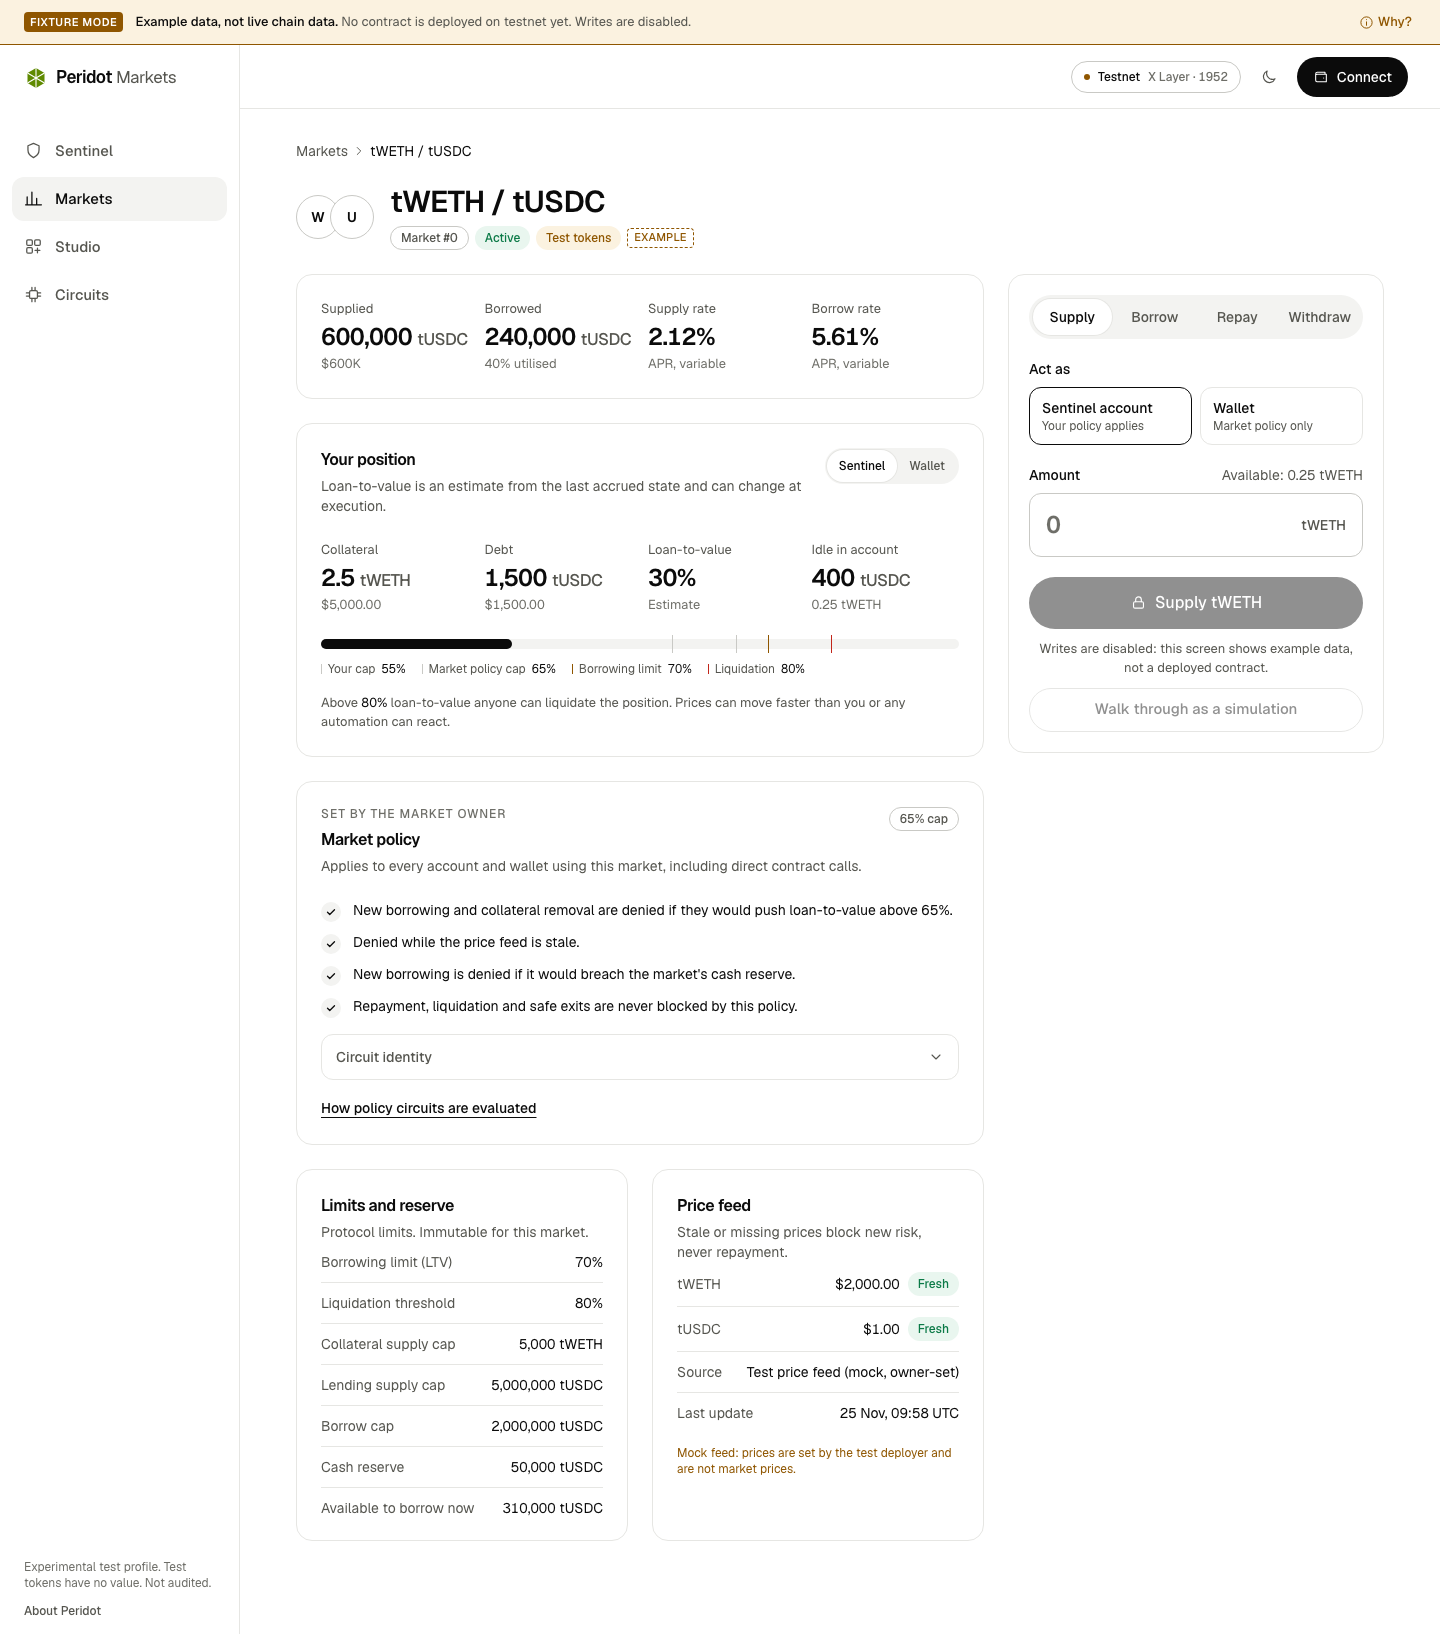 FIXTURE MODE Example data, not live chain data. No contract is deployed on testnet yet. Writes are disabled. Why?
Peridot Markets
Testnet X Layer · 1952
Connect
Sentinel
Markets
Studio
Circuits
Markets > tWETH / tUSDC
W U
tWETH / tUSDC
Market #0 Active Test tokens EXAMPLE
Supplied
600,000 tUSDC
$600K
Borrowed
240,000 tUSDC
40% utilised
Supply rate
2.12%
APR, variable
Borrow rate
5.61%
APR, variable
Your position
Loan-to-value is an estimate from the last accrued state and can change at
execution.
Sentinel Wallet
Collateral
2.5 tWETH
$5,000.00
Debt
1,500 tUSDC
$1,500.00
Loan-to-value
30%
Estimate
Idle in account
400 tUSDC
0.25 tWETH
Your cap 55% Market policy cap 65% Borrowing limit 70% Liquidation 80%
Above 80% loan-to-value anyone can liquidate the position. Prices can move faster than you or any
automation can react.
SET BY THE MARKET OWNER
Market policy
65% cap
Applies to every account and wallet using this market, including direct contract calls.
New borrowing and collateral removal are denied if they would push loan-to-value above 65%.
Denied while the price feed is stale.
New borrowing is denied if it would breach the market's cash reserve.
Repayment, liquidation and safe exits are never blocked by this policy.
Circuit identity
How policy circuits are evaluated
Limits and reserve
Protocol limits. Immutable for this market.
Borrowing limit (LTV) 70%
Liquidation threshold 80%
Collateral supply cap 5,000 tWETH
Lending supply cap 5,000,000 tUSDC
Borrow cap 2,000,000 tUSDC
Cash reserve 50,000 tUSDC
Available to borrow now 310,000 tUSDC
Price feed
Stale or missing prices block new risk,
never repayment.
tWETH $2,000.00 Fresh
tUSDC $1.00 Fresh
Source Test price feed (mock, owner-set)
Last update 25 Nov, 09:58 UTC
Mock feed: prices are set by the test deployer and
are not market prices.
Supply Borrow Repay Withdraw
Act as
Sentinel account
Your policy applies
Wallet
Market policy only
Amount Available: 0.25 tWETH
0 tWETH
Supply tWETH
Writes are disabled: this screen shows example data,
not a deployed contract.
Walk through as a simulation
Experimental test profile. Test
tokens have no value. Not audited.
About Peridot